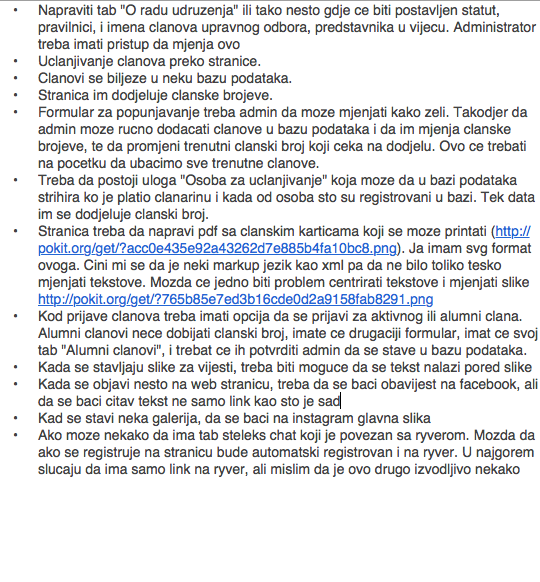 • Napraviti tab "O radu udruzenja" ili tako nesto gdje ce biti postavljen statut,
pravilnici, i imena clanova upravnog odbora, predstavnika u vijecu. Administrator
treba imati pristup da mjenja ovo
• Uclanjivanje clanova preko stranice.
• Clanovi se biljeze u neku bazu podataka.
• Stranica im dodjeluje clanske brojeve.
• Formular za popunjavanje treba admin da moze mjenjati kako zeli. Takodjer da
admin moze rucno dodacati clanove u bazu podataka i da im mjenja clanske
brojeve, te da promjeni trenutni clanski broj koji ceka na dodjelu. Ovo ce trebati
na pocetku da ubacimo sve trenutne clanove.
• Treba da postoji uloga "Osoba za uclanjivanje" koja moze da u bazi podataka
strihira ko je platio clanarinu i kada od osoba sto su registrovani u bazi. Tek data
im se dodjeluje clanski broj.
• Stranica treba da napravi pdf sa clanskim karticama koji se moze printati (http://
pokit.org/get/?acc0e435e92a43262d7e885b4fa10bc8.png). Ja imam svg format
ovoga. Cini mi se da je neki markup jezik kao xml pa da ne bilo toliko tesko
mjenjati tekstove. Mozda ce jedno biti problem centrirati tekstove i mjenjati slike
http://pokit.org/get/?765b85e7ed3b16cde0d2a9158fab8291.png
• Kod prijave clanova treba imati opcija da se prijavi za aktivnog ili alumni clana.
Alumni clanovi nece dobijati clanski broj, imate ce drugaciji formular, imat ce svoj
tab "Alumni clanovi", i trebat ce ih potvrditi admin da se stave u bazu podataka.
• Kada se stavljaju slike za vijesti, treba biti moguce da se tekst nalazi pored slike
• Kada se objavi nesto na web stranicu, treba da se baci obavijest na facebook, ali
da se baci citav tekst ne samo link kao sto je sad
• Kad se stavi neka galerija, da se baci na instagram glavna slika
• Ako moze nekako da ima tab steleks chat koji je povezan sa ryverom. Mozda da
ako se registruje na stranicu bude automatski registrovan i na ryver. U najgorem
slucaju da ima samo link na ryver, ali mislim da je ovo drugo izvodljivo nekako